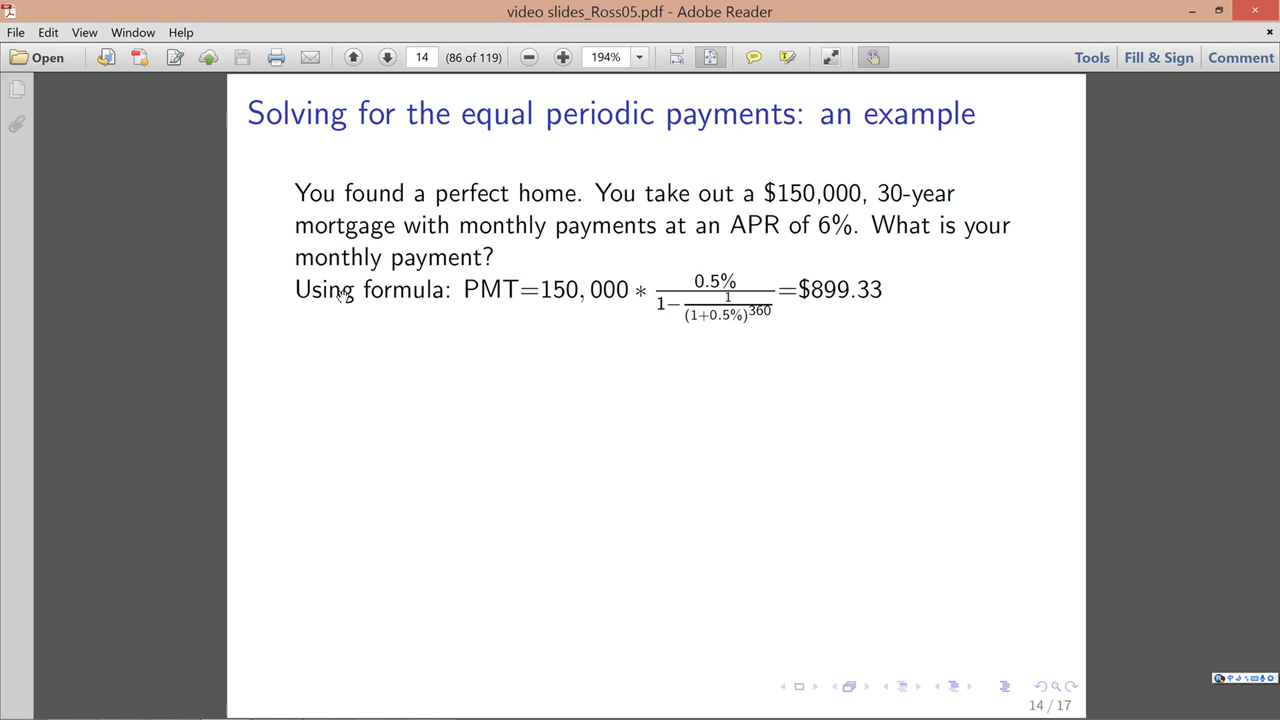 video slides_Ross05.pdf - Adobe Reader
File Edit View Window Help
Open 14 (86 of 119) 194% Tools Fill & Sign Comment
Solving for the equal periodic payments: an example
You found a perfect home. You take out a $150,000, 30-year
mortgage with monthly payments at an APR of 6%. What is your
monthly payment?
Using formula: PMT=150,000 * 0.5% / (1 − 1/(1+0.5%)^360) =$899.33
14 / 17